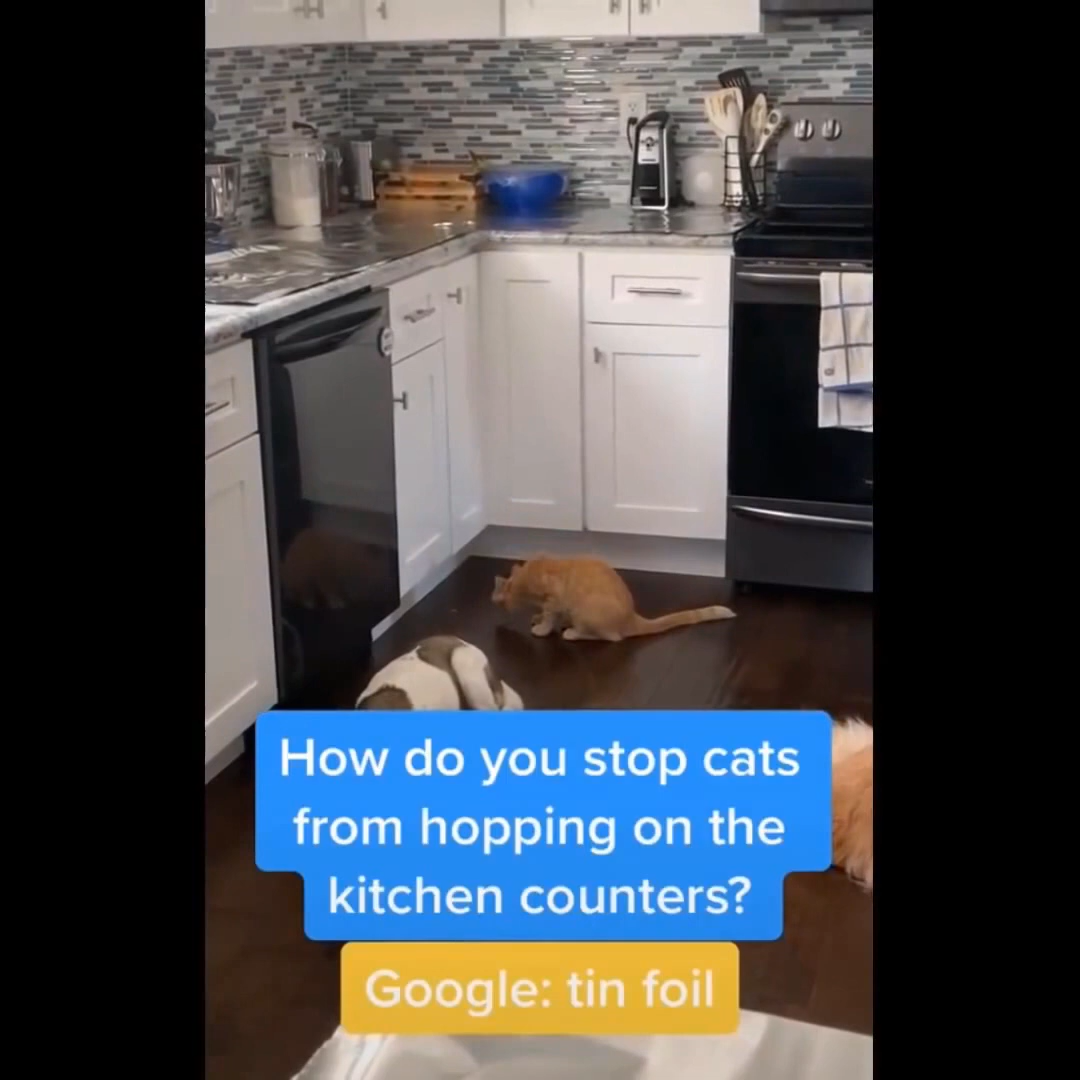 How do you stop cats
from hopping on the
kitchen counters?
Google: tin foil